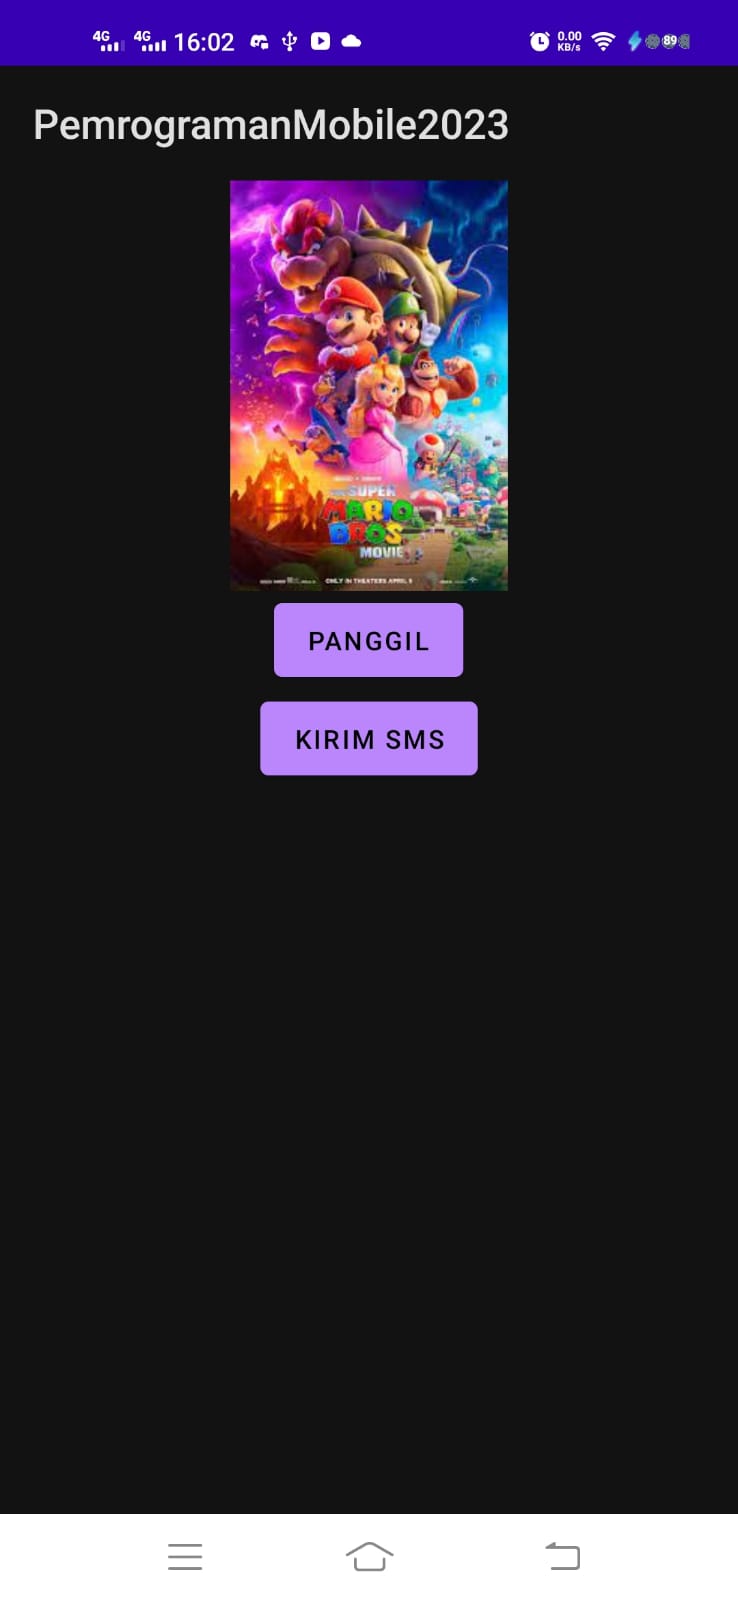 4G 4G 16:02 0.00 KB/s 89
PemrogramanMobile2023
SUPER
MARIO
BROS
MOVIE
ONLY IN THEATERS APRIL 5
PANGGIL
KIRIM SMS